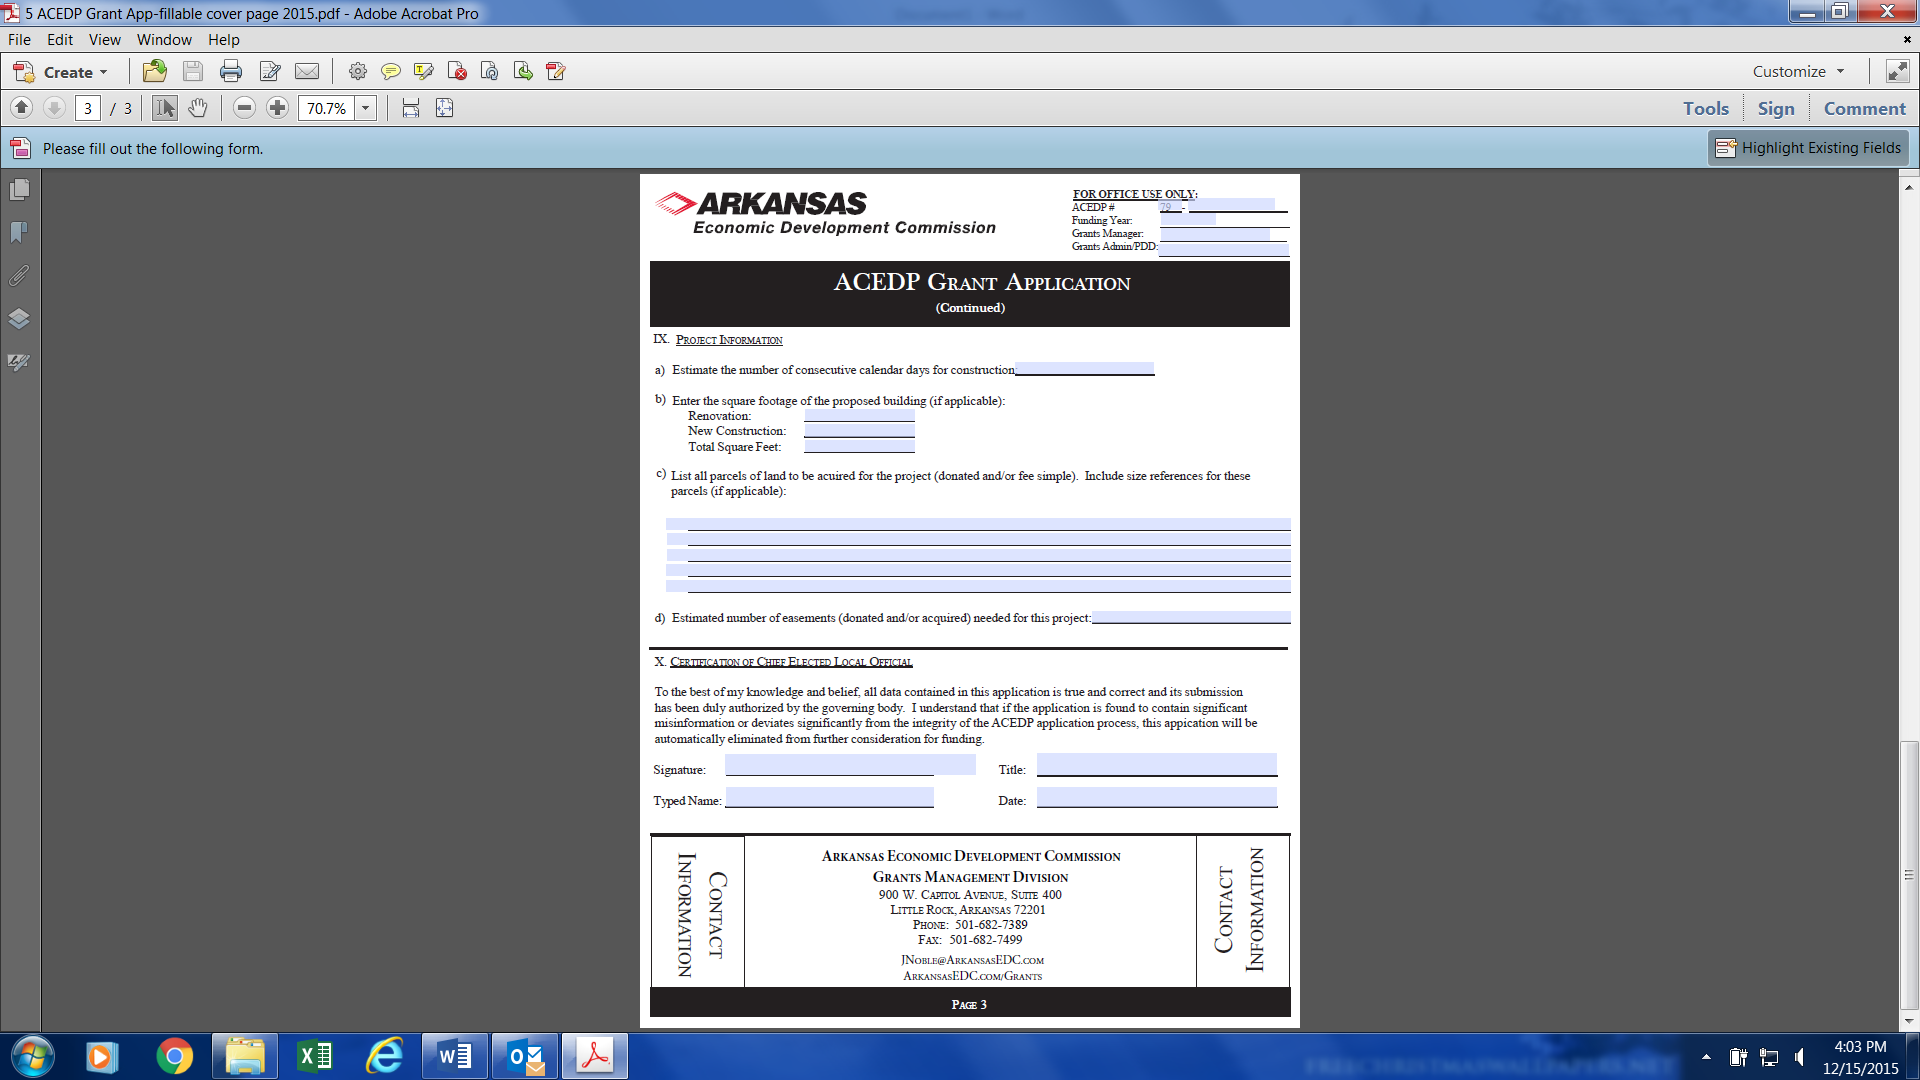 5 ACEDP Grant App-fillable cover page 2015.pdf - Adobe Acrobat Pro
File Edit View Window Help
Create
Customize
3 / 3
70.7%
Tools Sign Comment
Please fill out the following form.
Highlight Existing Fields
ARKANSAS
Economic Development Commission
FOR OFFICE USE ONLY:
ACEDP # 79 -
Funding Year:
Grants Manager:
Grants Admin/PDD:
ACEDP GRANT APPLICATION
(Continued)
IX. PROJECT INFORMATION
a) Estimate the number of consecutive calendar days for construction:
b) Enter the square footage of the proposed building (if applicable):
Renovation:
New Construction:
Total Square Feet:
c) List all parcels of land to be acuired for the project (donated and/or fee simple). Include size references for these
parcels (if applicable):
d) Estimated number of easements (donated and/or acquired) needed for this project:
X. CERTIFICATION OF CHIEF ELECTED LOCAL OFFICIAL
To the best of my knowledge and belief, all data contained in this application is true and correct and its submission
has been duly authorized by the governing body. I understand that if the application is found to contain significant
misinformation or deviates significantly from the integrity of the ACEDP application process, this appication will be
automatically eliminated from further consideration for funding.
Signature: Title:
Typed Name: Date:
CONTACT
INFORMATION
ARKANSAS ECONOMIC DEVELOPMENT COMMISSION
GRANTS MANAGEMENT DIVISION
900 W. CAPITOL AVENUE, SUITE 400
LITTLE ROCK, ARKANSAS 72201
PHONE: 501-682-7389
FAX: 501-682-7499
JNOBLE@ARKANSASEDC.COM
ARKANSASEDC.COM/GRANTS
CONTACT
INFORMATION
PAGE 3
4:03 PM
12/15/2015
FREECHRISTMASWALLPAPERS.NET